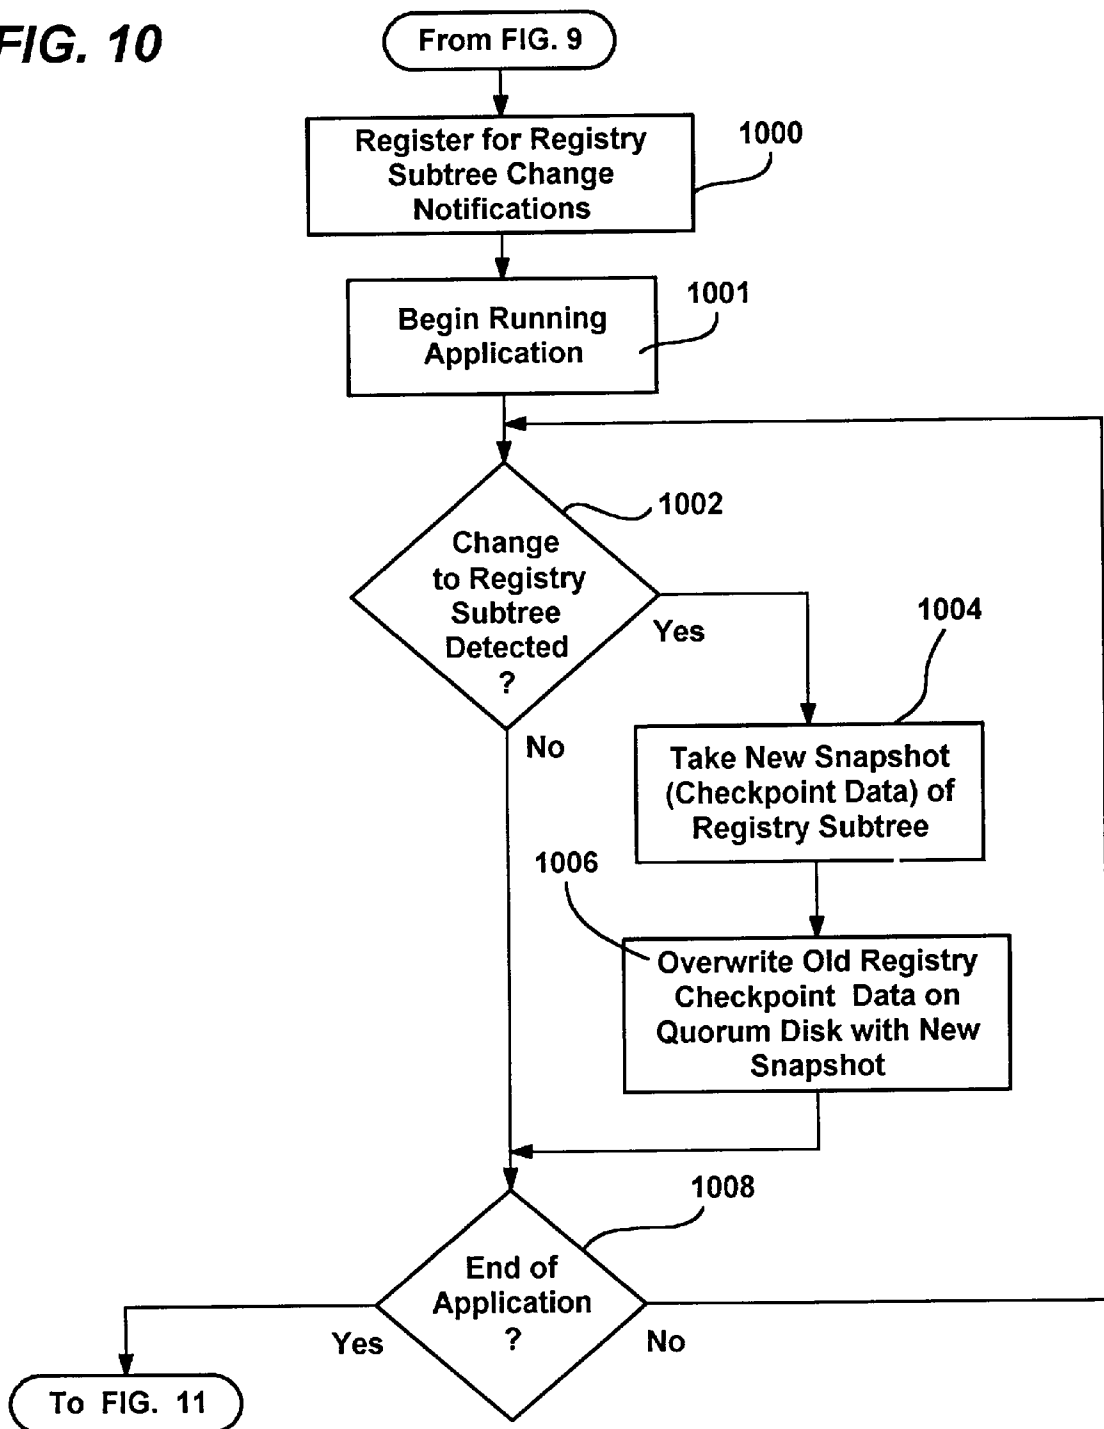 FIG. 10
From FIG. 9
Register for Registry
Subtree Change
Notifications
1000
Begin Running
Application
1001
Change
to Registry
Subtree
Detected
?
1002
Yes
No
1004
Take New Snapshot
(Checkpoint Data) of
Registry Subtree
1006
Overwrite Old Registry
Checkpoint Data on
Quorum Disk with New
Snapshot
1008
End of
Application
?
Yes
No
To FIG. 11